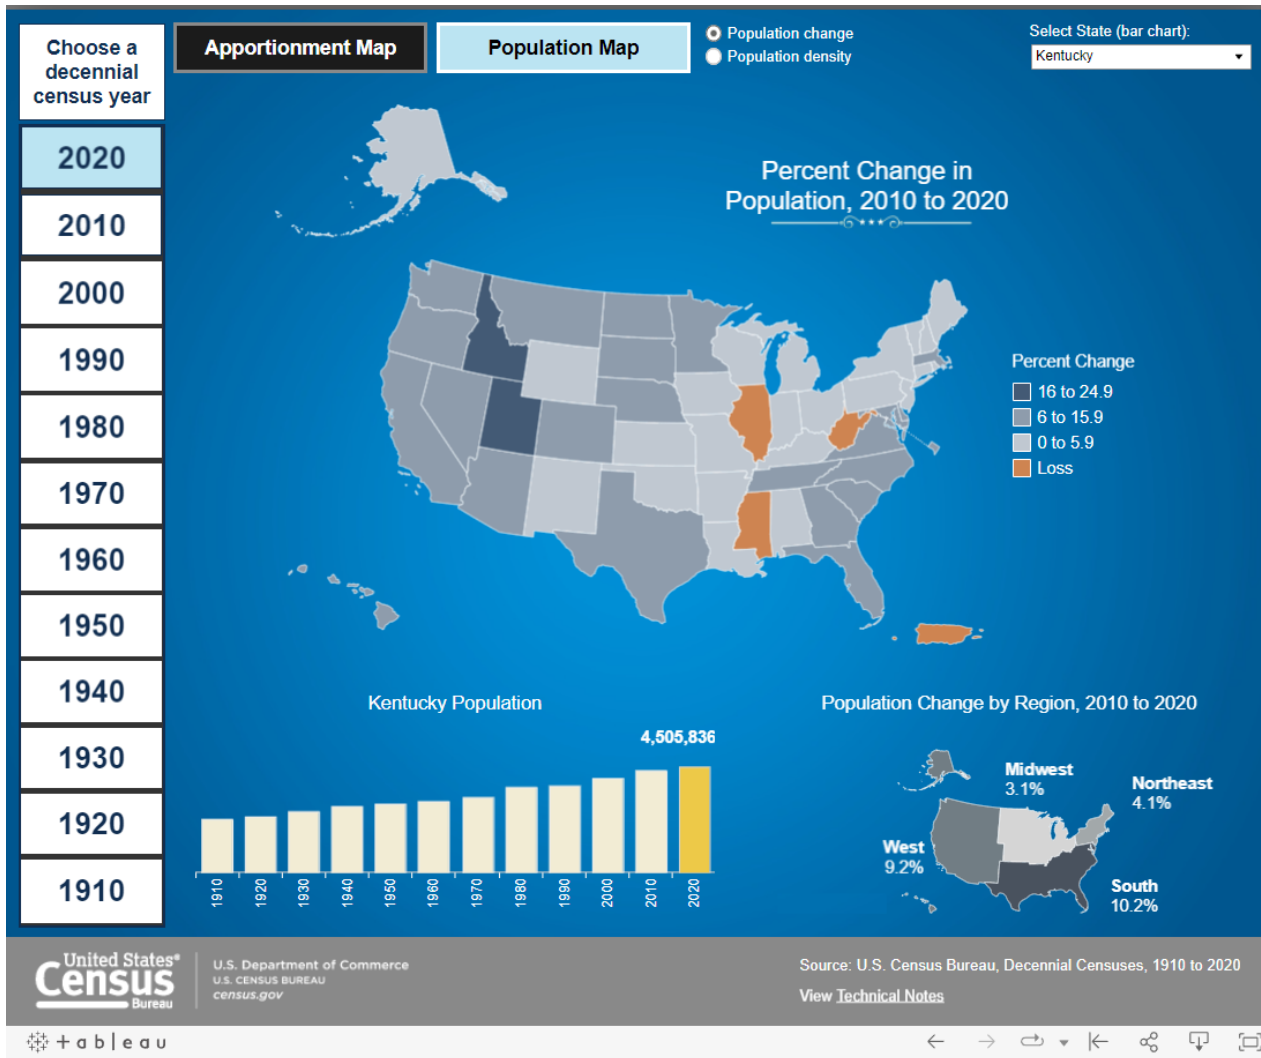 Choose a
decennial
census year
2020
2010
2000
1990
1980
1970
1960
1950
1940
1930
1920
1910
Apportionment Map
Population Map
Population change
Population density
Select State (bar chart):
Kentucky
Percent Change in
Population, 2010 to 2020
Percent Change
16 to 24.9
6 to 15.9
0 to 5.9
Loss
Kentucky Population
4,505,836
1910
1920
1930
1940
1950
1960
1970
1980
1990
2000
2010
2020
Population Change by Region, 2010 to 2020
Midwest
3.1%
Northeast
4.1%
West
9.2%
South
10.2%
United States®
Census
Bureau
U.S. Department of Commerce
U.S. CENSUS BUREAU
census.gov
Source: U.S. Census Bureau, Decennial Censuses, 1910 to 2020
View Technical Notes
+ a b | e a u